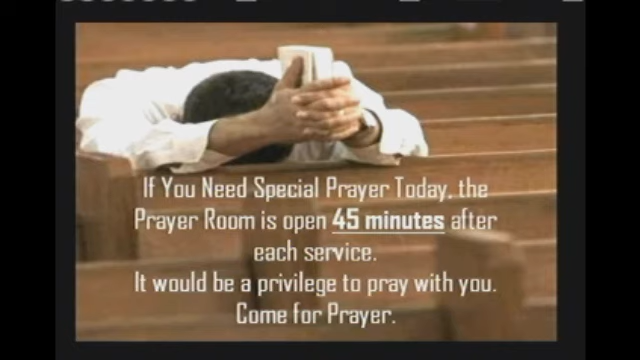 If You Need Special Prayer Today, the
Prayer Room is open 45 minutes after
each service.
It would be a privilege to pray with you.
Come for Prayer.